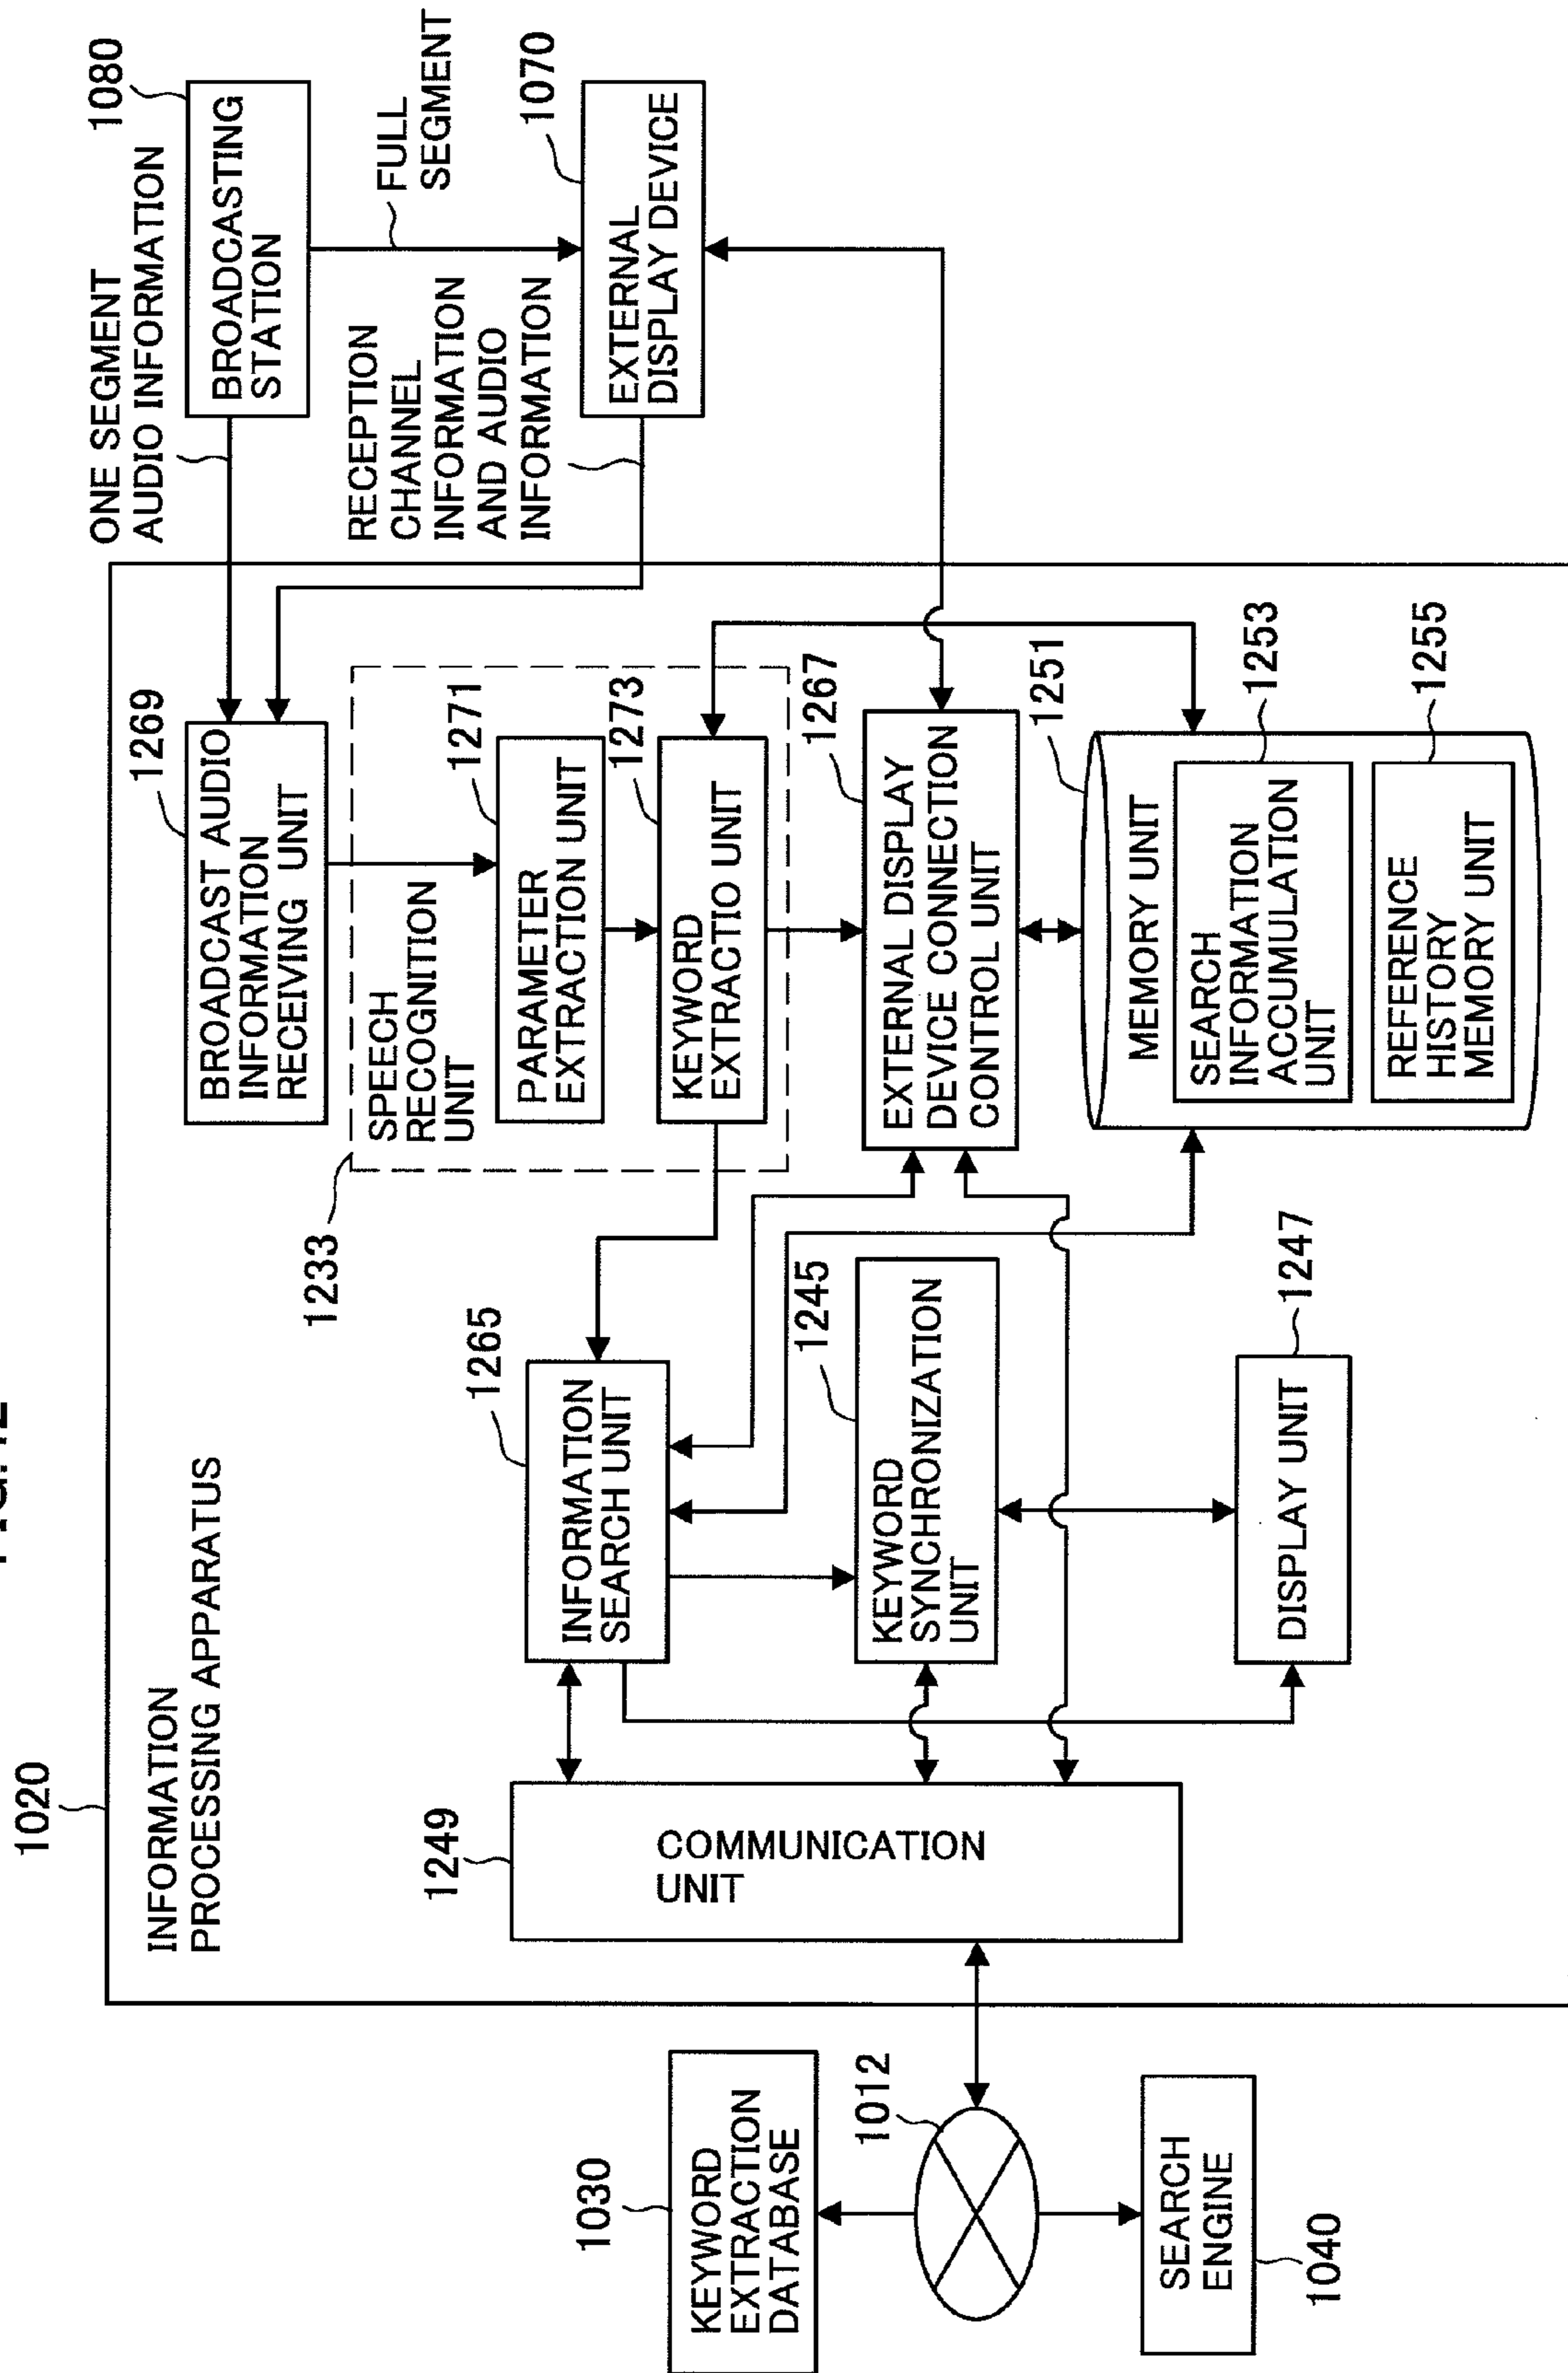 1020
INFORMATION
PROCESSING APPARATUS
ONE SEGMENT
AUDIO INFORMATION
1080
BROADCASTING
STATION
FULL
SEGMENT
RECEPTION
CHANNEL
INFORMATION
AND AUDIO
INFORMATION
1070
EXTERNAL
DISPLAY DEVICE
1269
BROADCAST AUDIO
INFORMATION
RECEIVING UNIT
1233
SPEECH
RECOGNITION
UNIT
1271
PARAMETER
EXTRACTION UNIT
1273
KEYWORD
EXTRACTIO UNIT
1265
INFORMATION
SEARCH UNIT
1249
COMMUNICATION
UNIT
1245
KEYWORD
SYNCHRONIZATION
UNIT
1267
EXTERNAL DISPLAY
DEVICE CONNECTION
CONTROL UNIT
1247
DISPLAY UNIT
1251
MEMORY UNIT
1253
SEARCH
INFORMATION
ACCUMULATION
UNIT
1255
REFERENCE
HISTORY
MEMORY UNIT
1030
KEYWORD
EXTRACTION
DATABASE
1012
SEARCH
ENGINE
1040